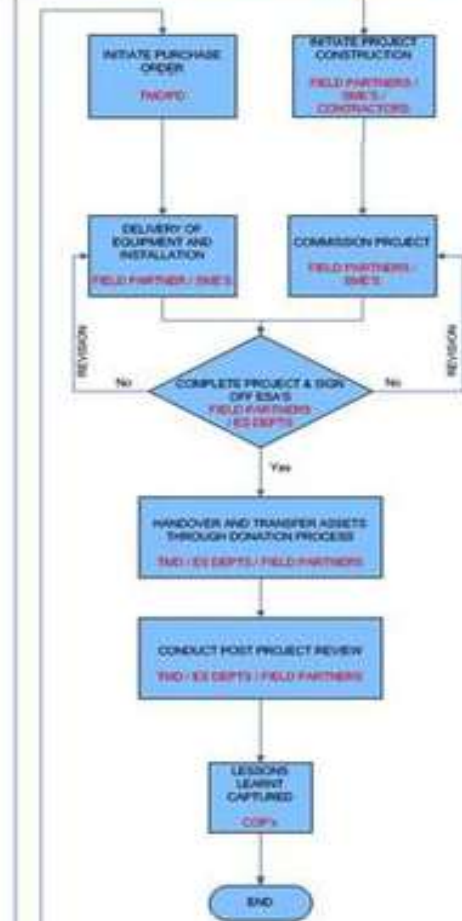 INITIATE PURCHASE
ORDER
INITIATE PROJECT
CONSTRUCTION
FIELD PARTNERS /
SME'S /
CONTRACTORS
DELIVERY OF
EQUIPMENT AND
INSTALLATION
FIELD PARTNER / SME'S
COMMISSION PROJECT
FIELD PARTNERS /
SME'S
REVISION
REVISION
No
No
COMPLETE PROJECT & SIGN
OFF ESA'S
FIELD PARTNERS
/ ES DEPTS
Yes
HANDOVER AND TRANSFER ASSETS
THROUGH DONATION PROCESS
TMD / ES DEPTS / FIELD PARTNERS
CONDUCT POST PROJECT REVIEW
TMD / ES DEPTS / FIELD PARTNERS
LESSONS
LEARNT
CAPTURED
COP's
END